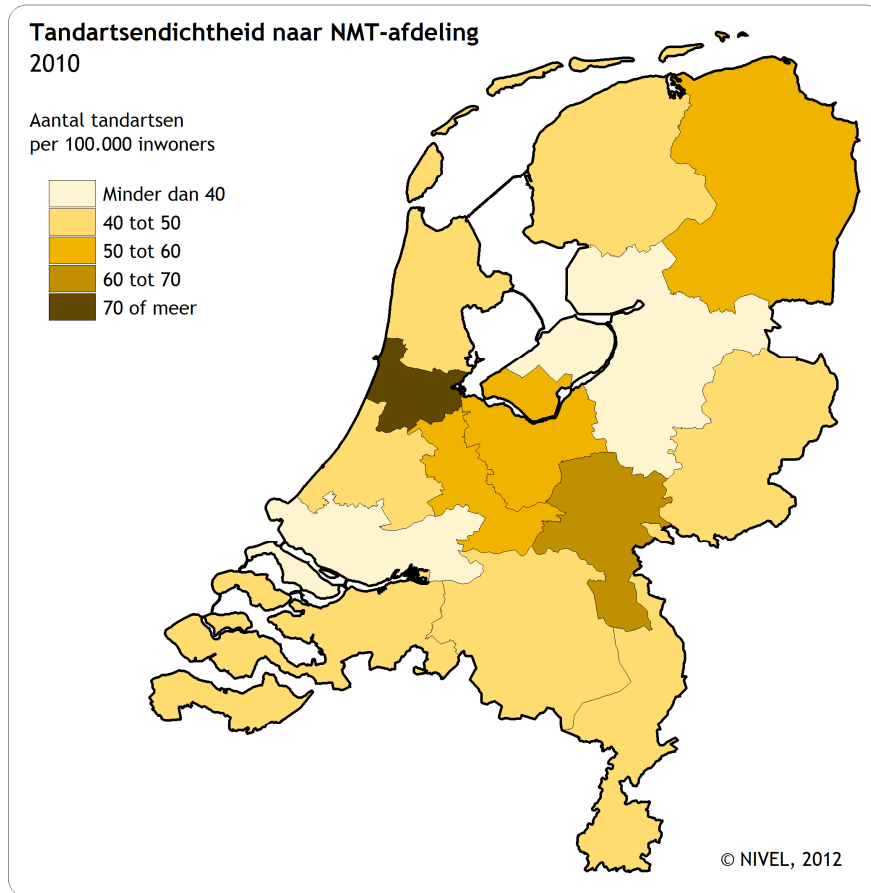 Tandartsendichtheid naar NMT-afdeling
2010
Aantal tandartsen
per 100.000 inwoners
Minder dan 40
40 tot 50
50 tot 60
60 tot 70
70 of meer
© NIVEL, 2012